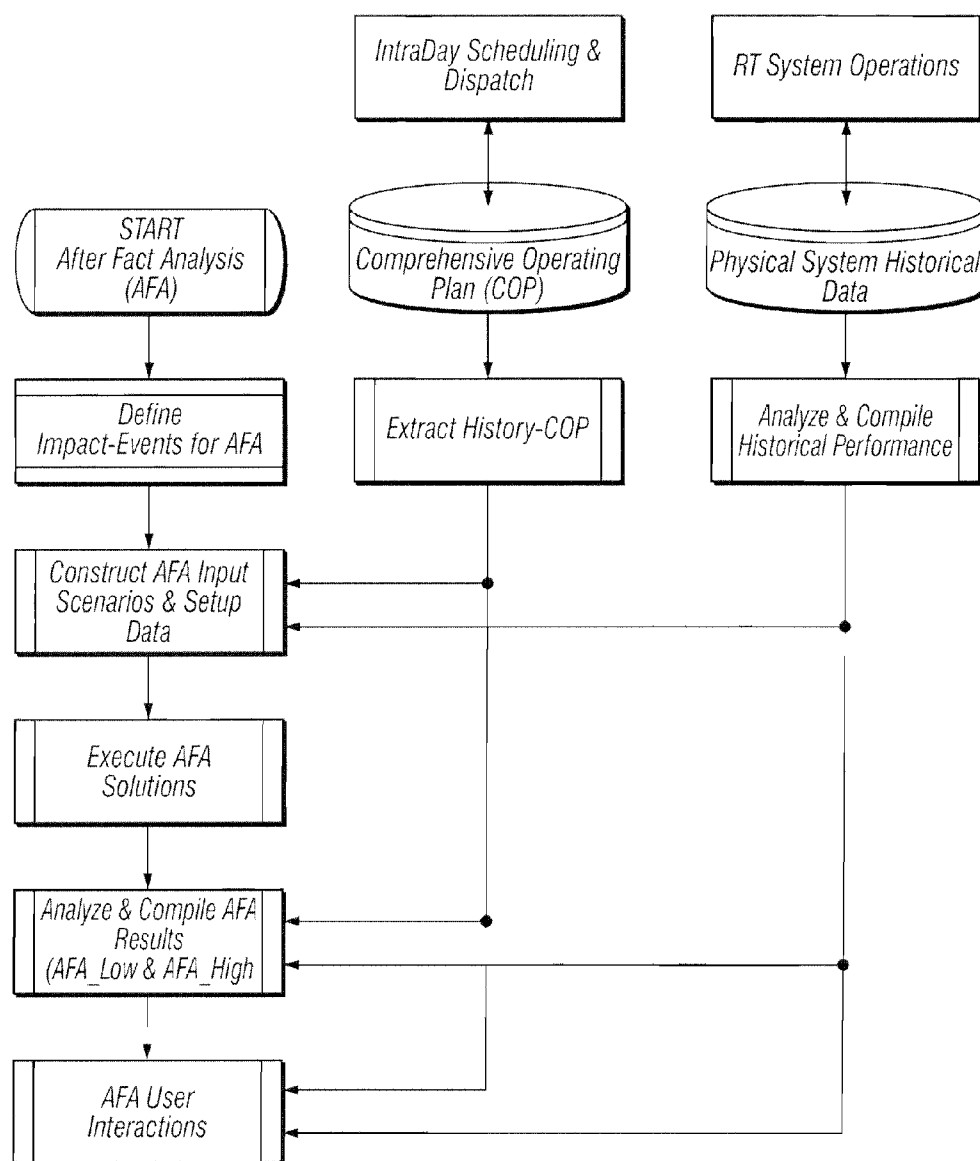 IntraDay Scheduling &
Dispatch
RT System Operations
START
After Fact Analysis
(AFA)
Comprehensive Operating
Plan (COP)
Physical System Historical
Data
Define
Impact-Events for AFA
Extract History-COP
Analyze & Compile
Historical Performance
Construct AFA Input
Scenarios & Setup
Data
Execute AFA
Solutions
Analyze & Compile AFA
Results
(AFA_Low & AFA_High
AFA User
Interactions